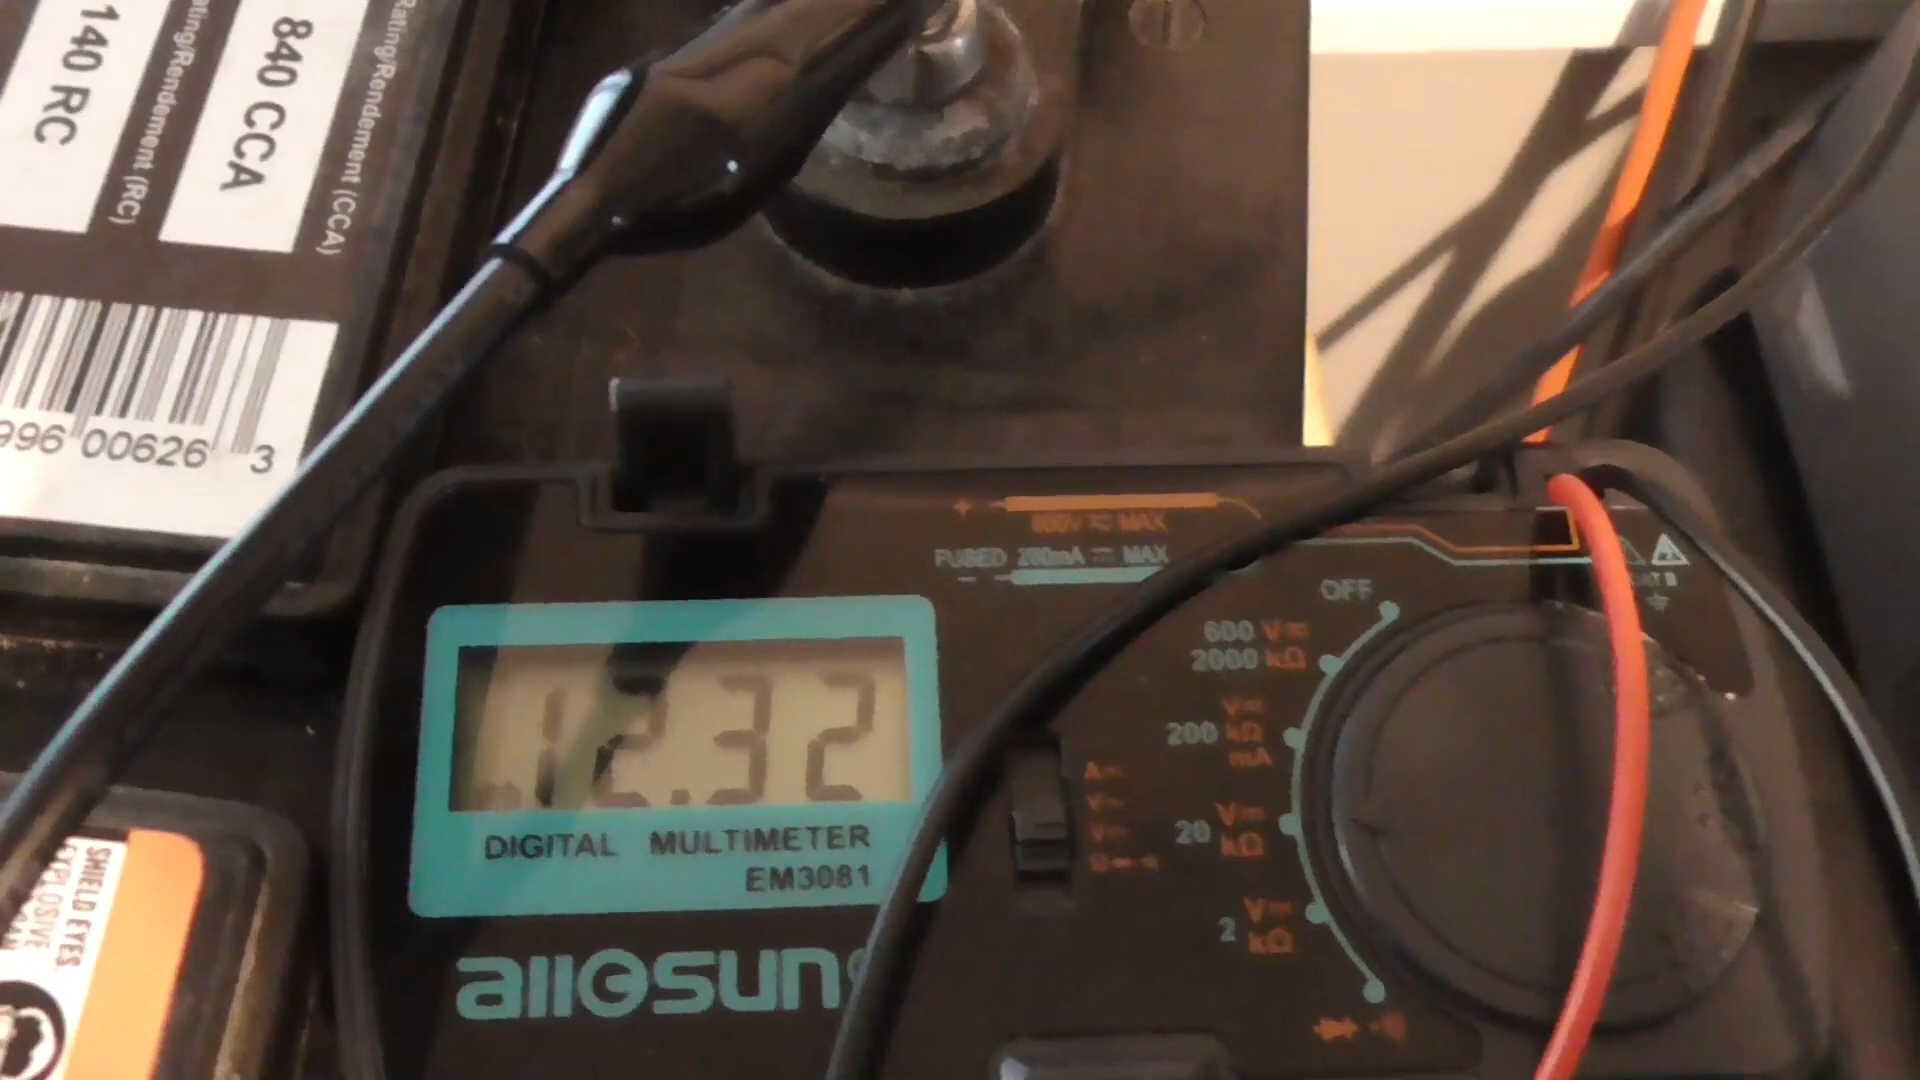 140 RC
Rating/Rendement (RC)
840 CCA
Rating/Rendement (CCA)
996 00626 3
+
600V MAX
FUSED 200mA MAX
OFF
600 V
2000 kΩ
V
200 kΩ
mA
A
V
V
Ω
20 V
kΩ
2 V
kΩ
12.32
DIGITAL MULTIMETER
EM3081
allosun
SHIELD EYES